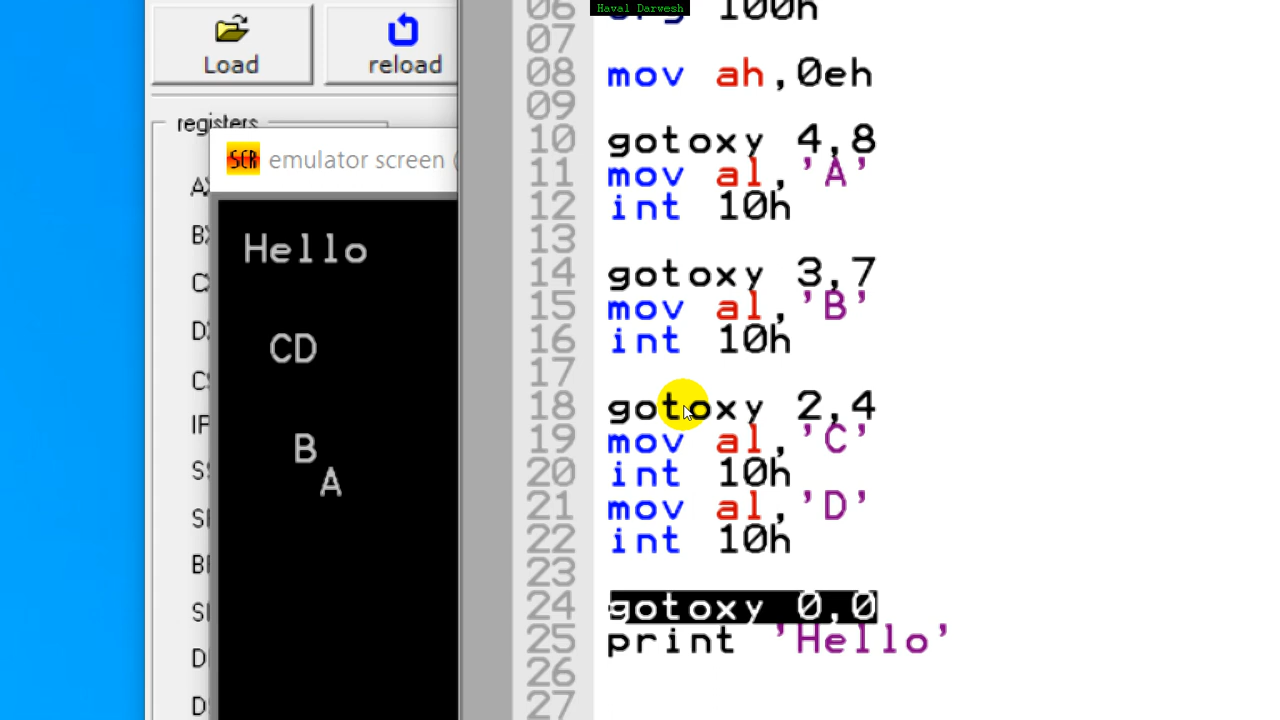 Haval Darwesh
Load
reload
registers
emulator screen (
Hello
CD
B
A
06 org 100h
07
08 mov ah,0eh
09
10 gotoxy 4,8
11 mov al,'A'
12 int 10h
13
14 gotoxy 3,7
15 mov al,'B'
16 int 10h
17
18 gotoxy 2,4
19 mov al,'C'
20 int 10h
21 mov al,'D'
22 int 10h
23
24 gotoxy 0,0
25 print 'Hello'
26
27